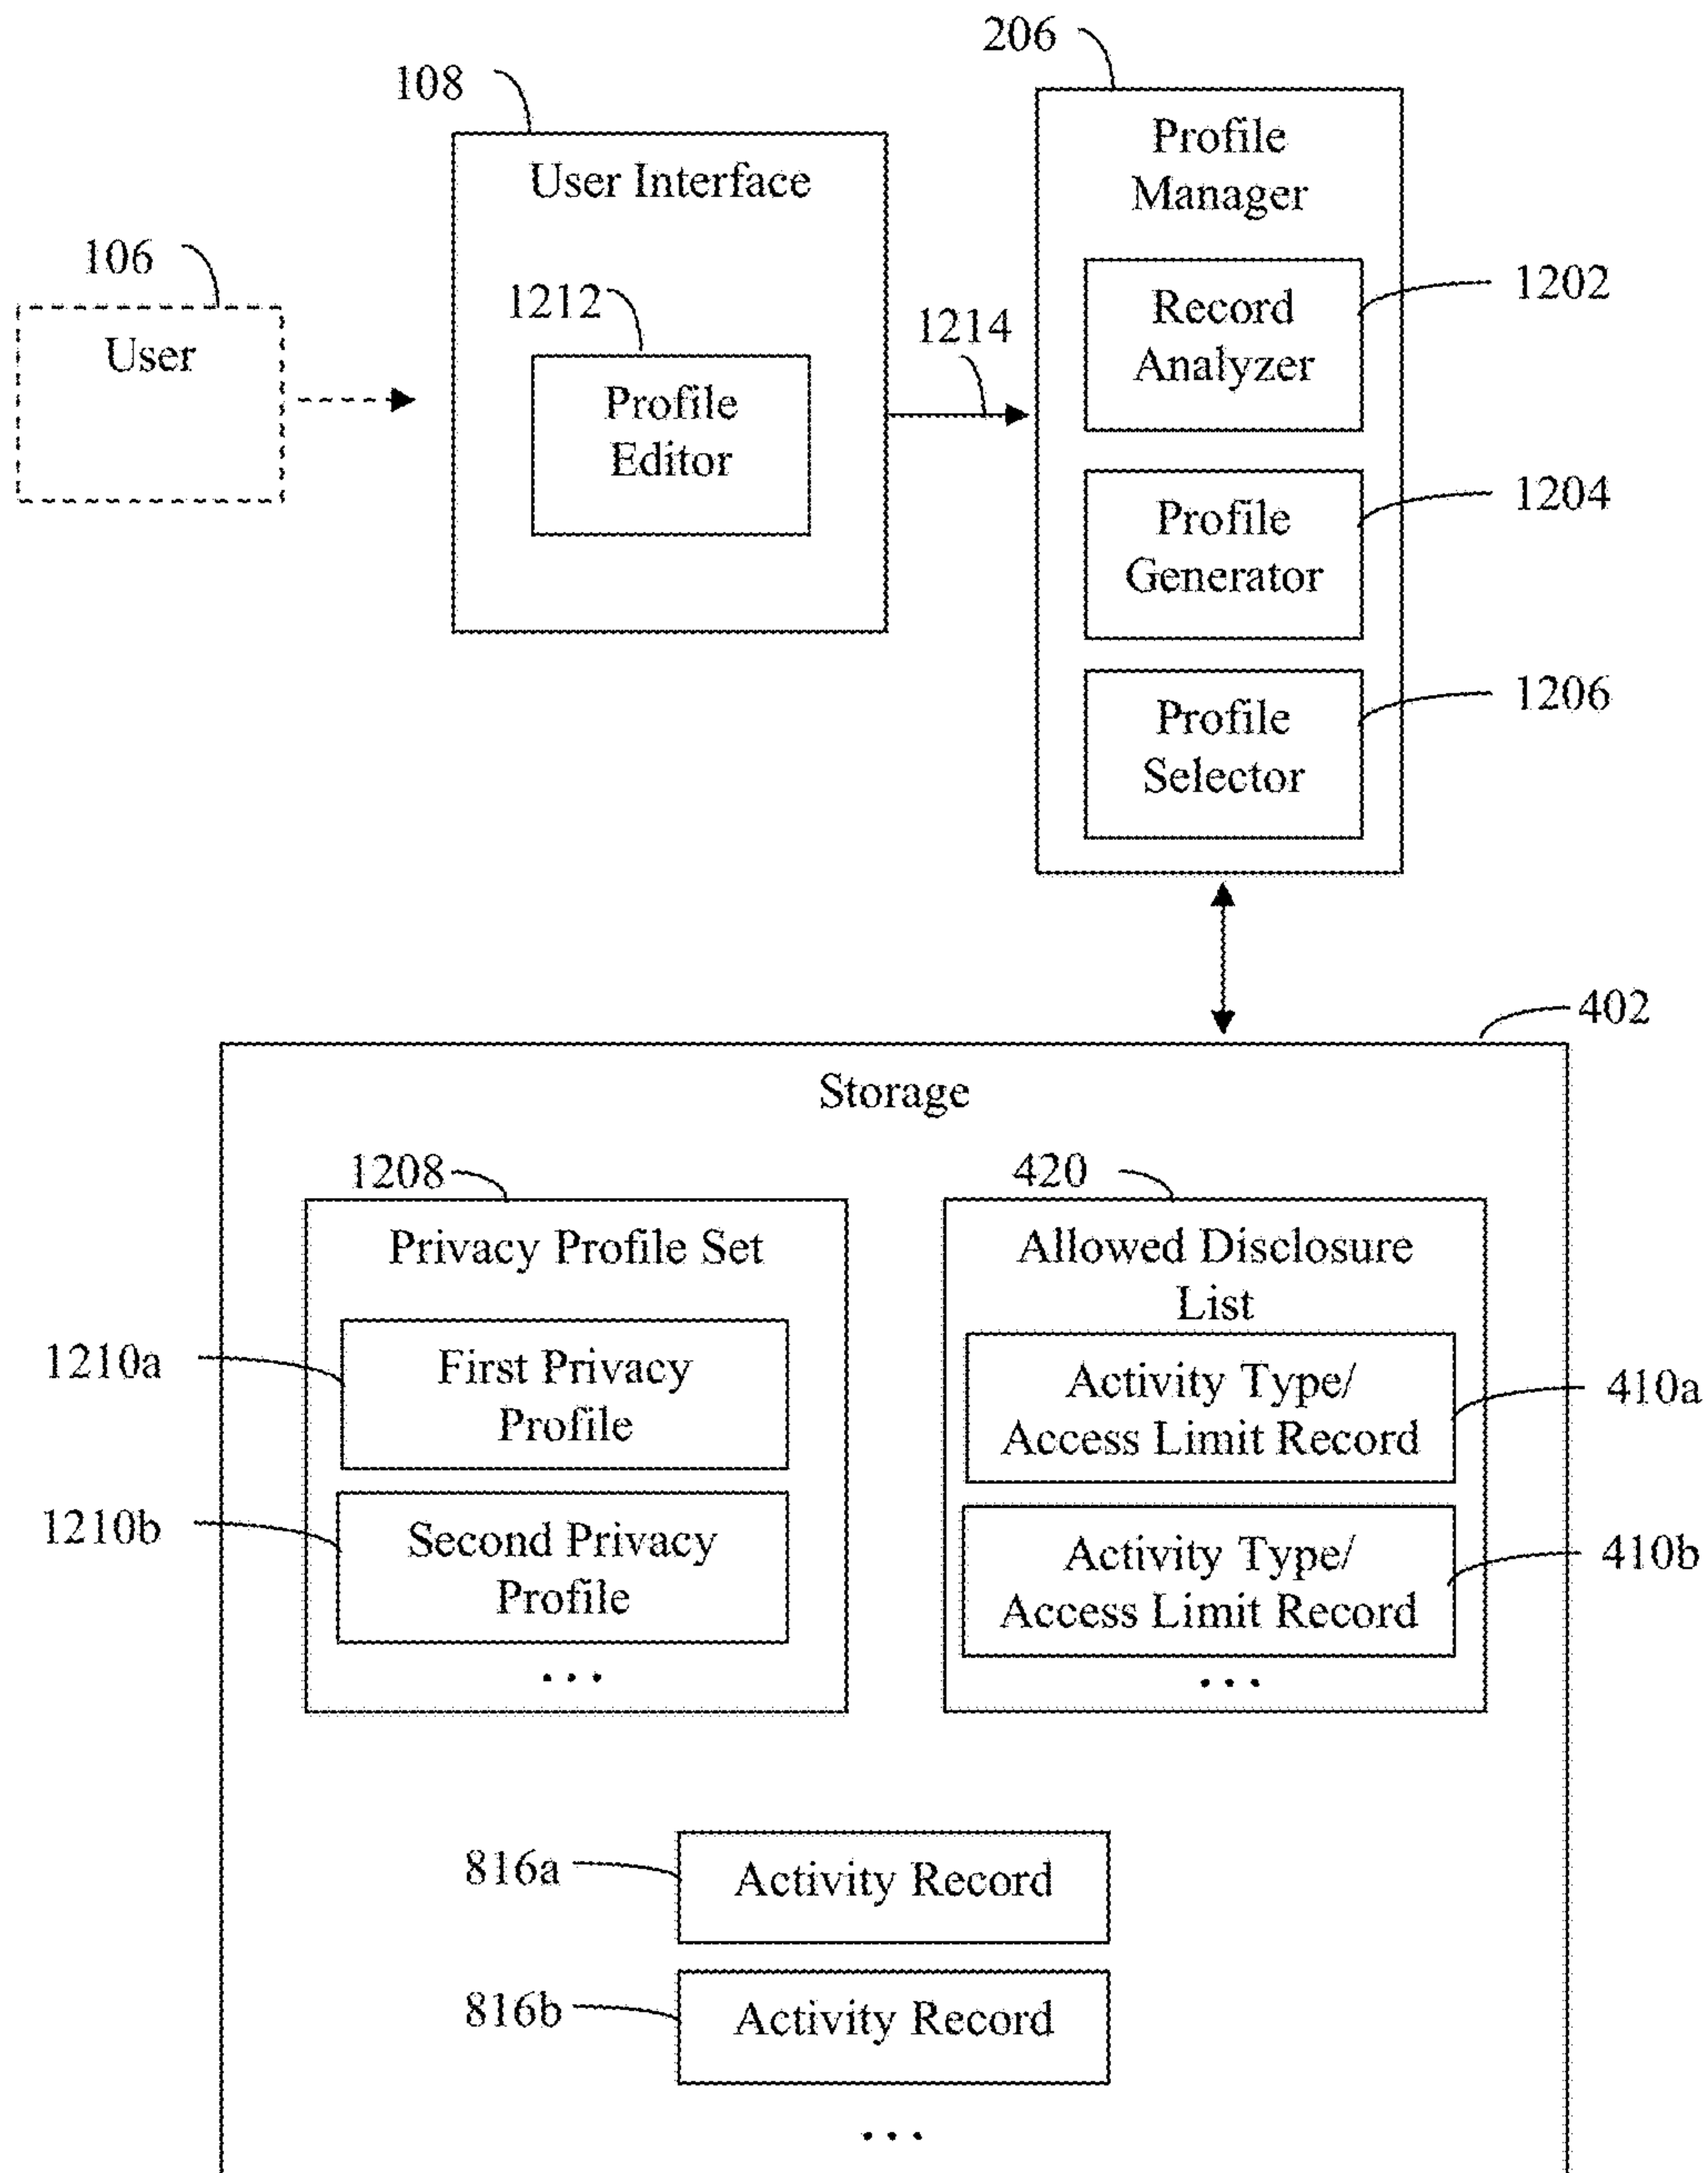 206
108
Profile
Manager
User Interface
106
1202
1212
1214
Record
Analyzer
User
Profile
Editor
1204
Profile
Generator
1206
Profile
Selector
402
Storage
1208
420
Privacy Profile Set
Allowed Disclosure
List
1210a
First Privacy
Profile
Activity Type/
Access Limit Record
410a
1210b
Second Privacy
Profile
Activity Type/
Access Limit Record
410b
...
...
816a
Activity Record
816b
Activity Record
...